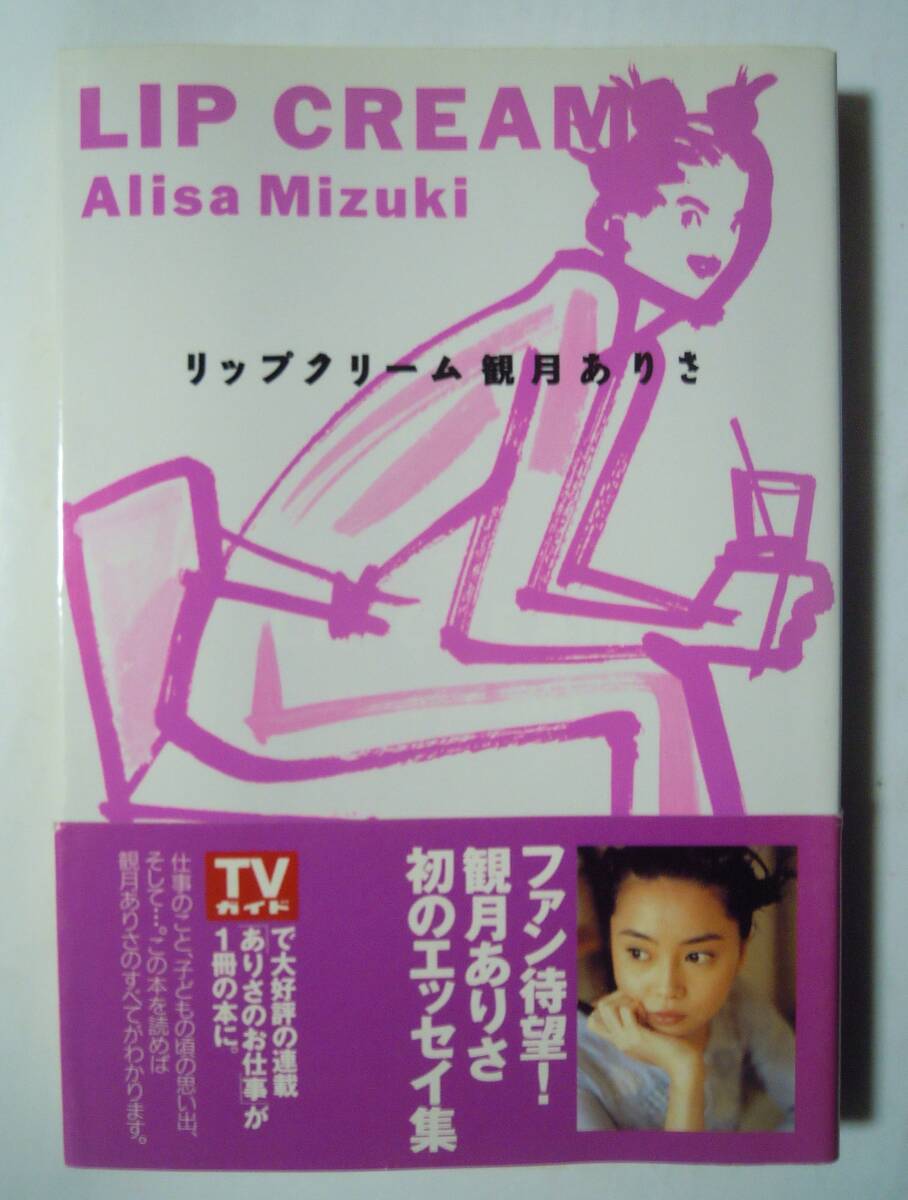 LIP CREAM
Alisa Mizuki
リップクリーム 観月ありさ
ファン待望!
観月ありさ
初のエッセイ集
TV
ガイド
で大好評の連載
「ありさのお仕事」が
1冊の本に。
仕事のこと、子どもの頃の思い出、
そして…。この本を読めば
観月ありさのすべてがわかります。